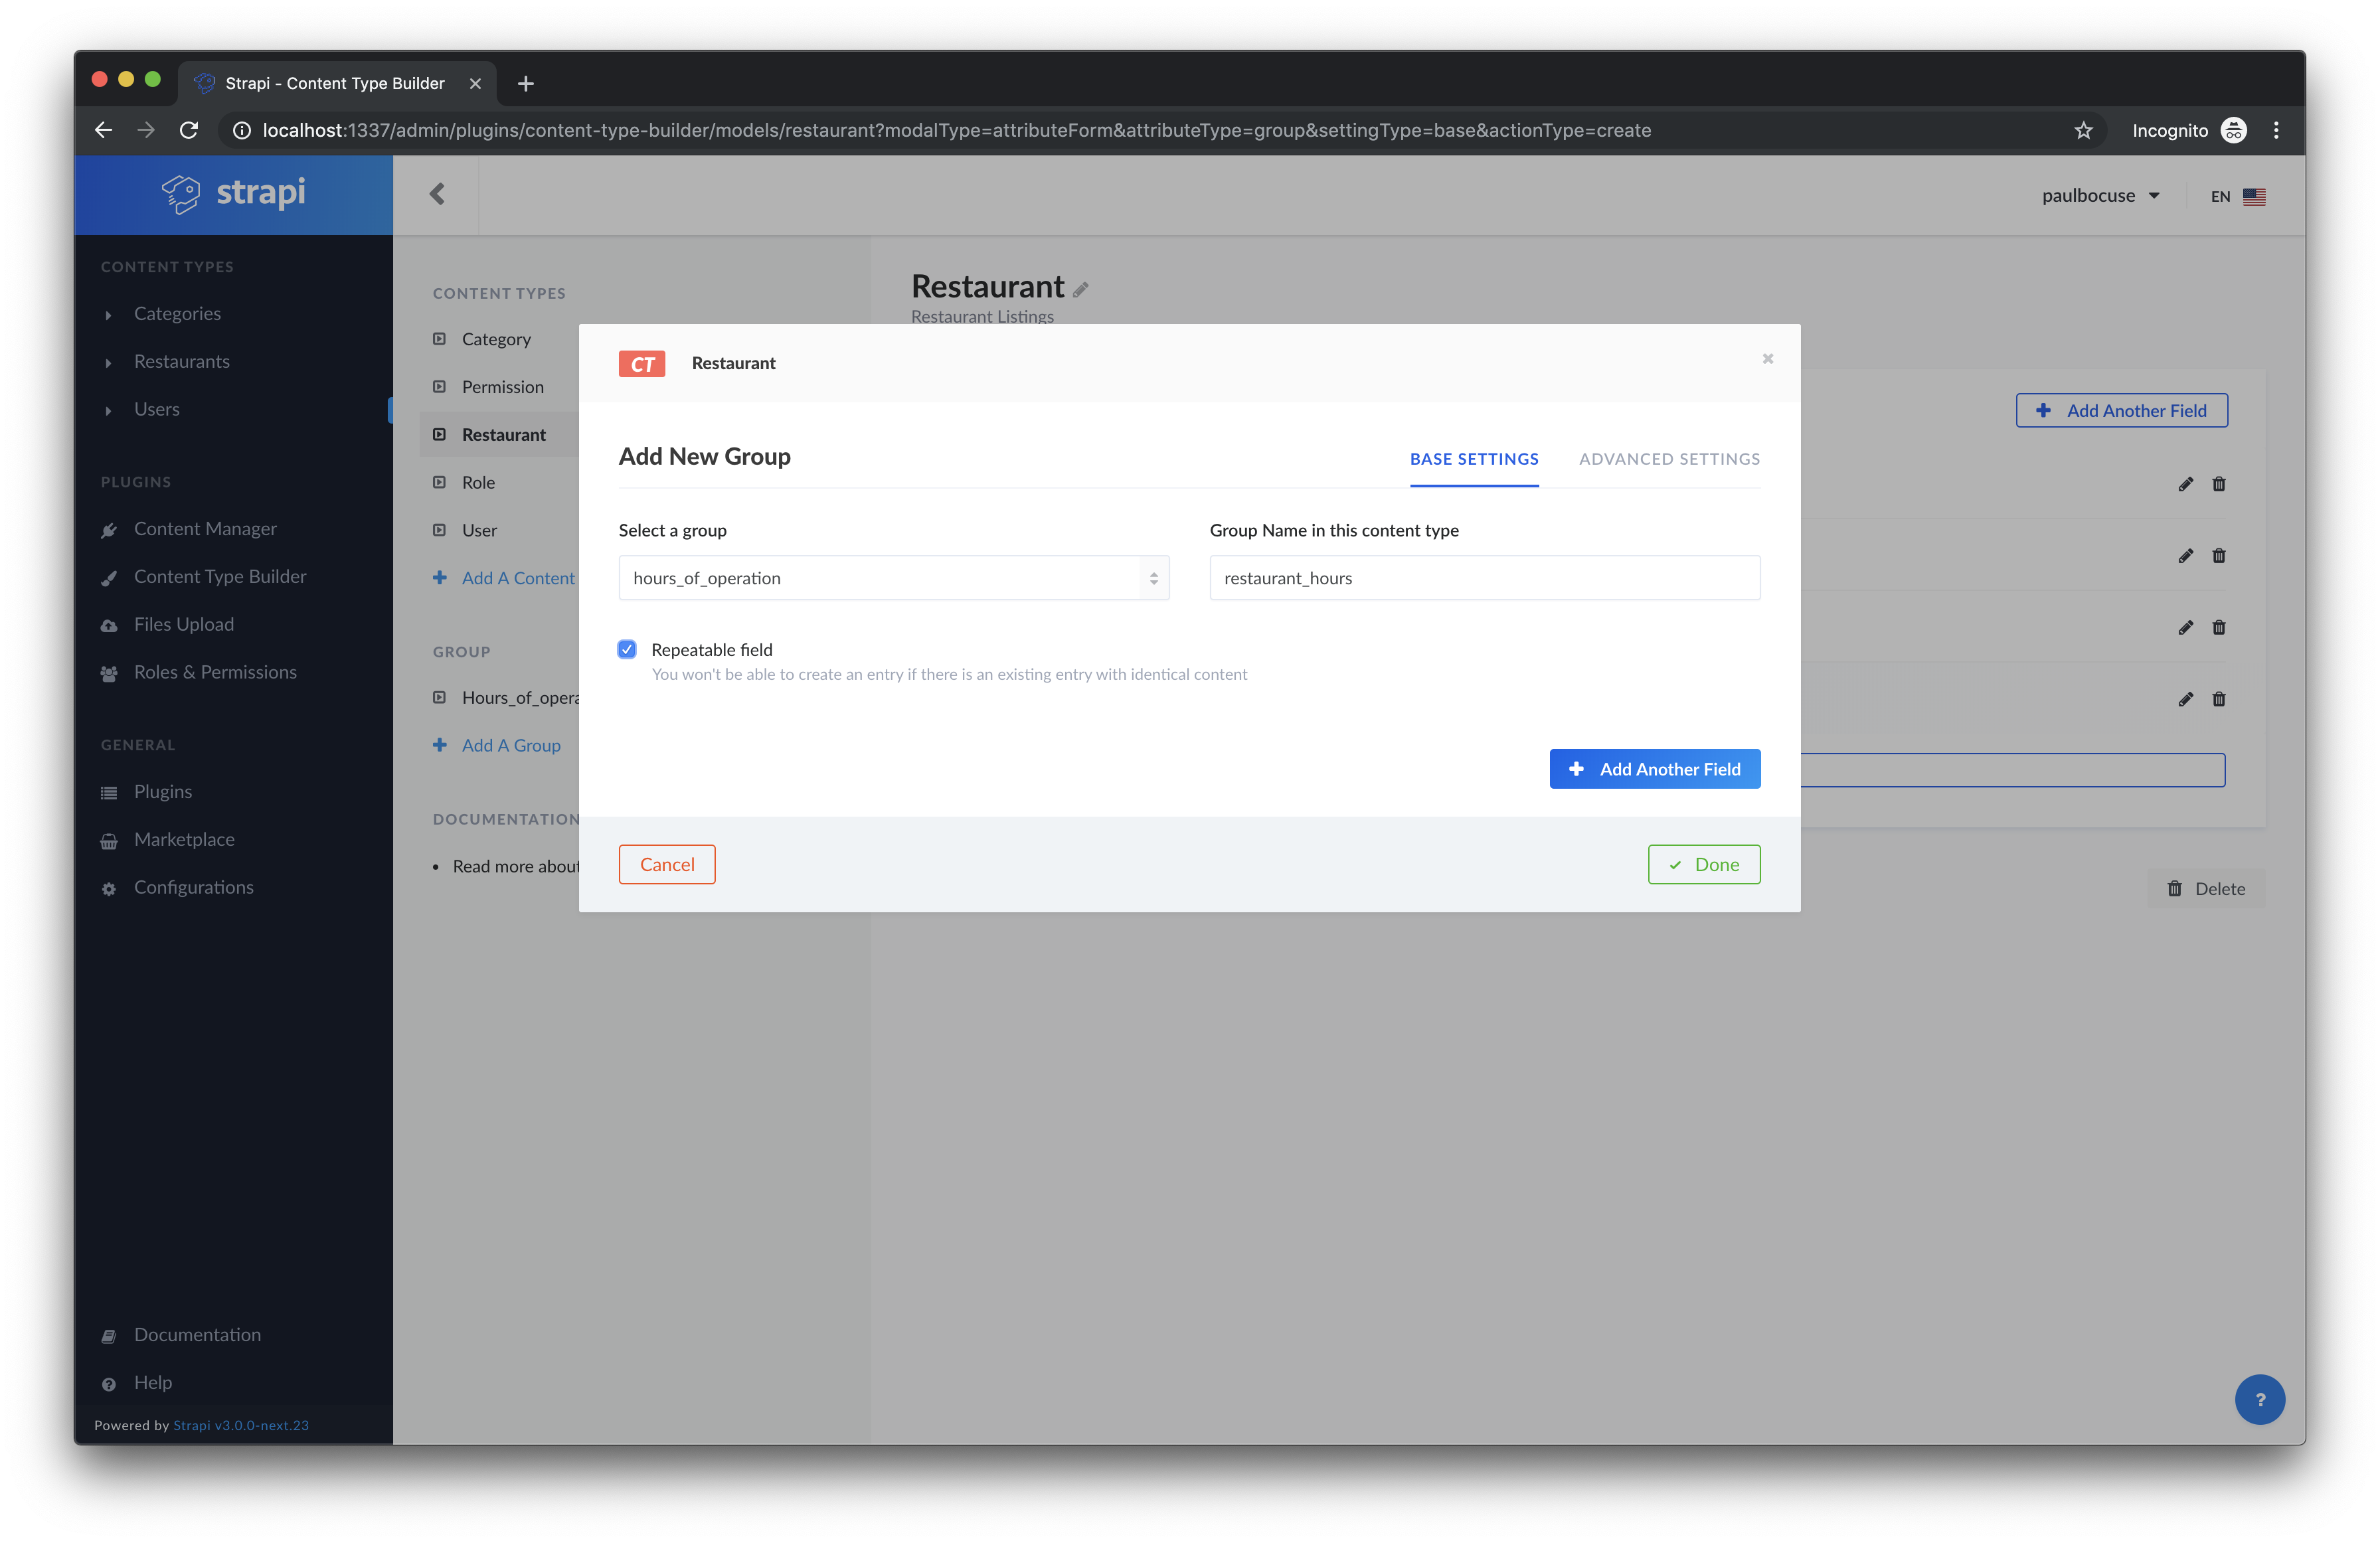 Strapi - Content Type Builder
localhost:1337/admin/plugins/content-type-builder/models/restaurant?modalType=attributeForm&attributeType=group&settingType=base&actionType=create
Incognito
strapi
paulbocuse
EN
CONTENT TYPES
Categories
Restaurants
Users
PLUGINS
Content Manager
Content Type Builder
Files Upload
Roles & Permissions
GENERAL
Plugins
Marketplace
Configurations
Documentation
Help
Powered by Strapi v3.0.0-next.23
CONTENT TYPES
Category
Permission
Restaurant
Role
User
Add A Content
GROUP
Hours_of_opera
Add A Group
DOCUMENTATION
Read more about
Restaurant
Restaurant Listings
Add Another Field
CT Restaurant
Add New Group
BASE SETTINGS
ADVANCED SETTINGS
Select a group
hours_of_operation
Group Name in this content type
restaurant_hours
Repeatable field
You won't be able to create an entry if there is an existing entry with identical content
Add Another Field
Cancel
Done
Delete
?